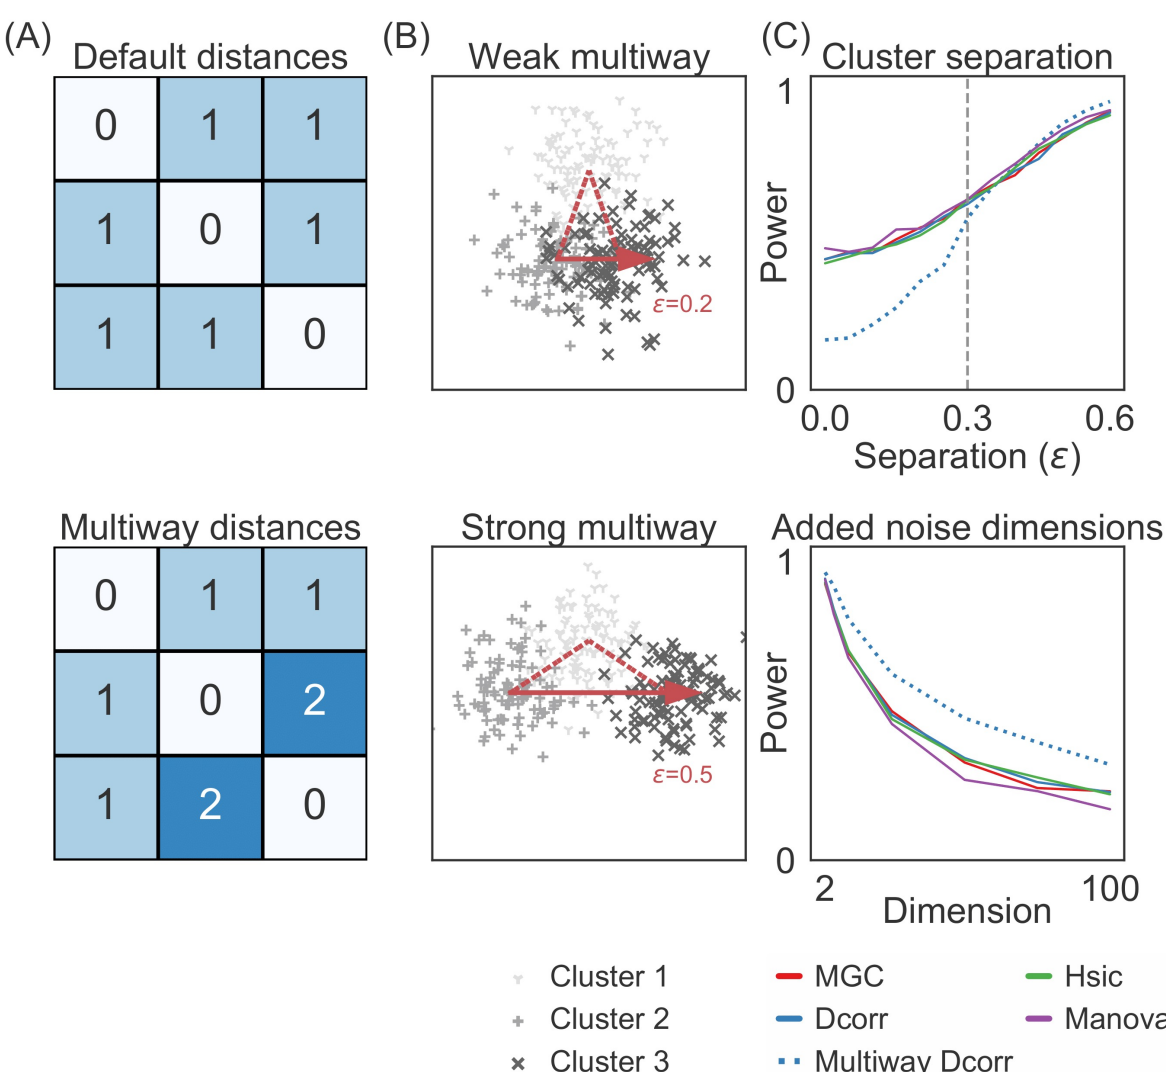 (A)
Default distances
0 1 1
1 0 1
1 1 0
(B)
Weak multiway
ε=0.2
(C)
Cluster separation
1
Power
0
0.0 0.3 0.6
Separation (ε)
Multiway distances
0 1 1
1 0 2
1 2 0
Strong multiway
ε=0.5
Added noise dimensions
1
Power
0
2 100
Dimension
Cluster 1
Cluster 2
Cluster 3
MGC
Dcorr
Multiway Dcorr
Hsic
Manova